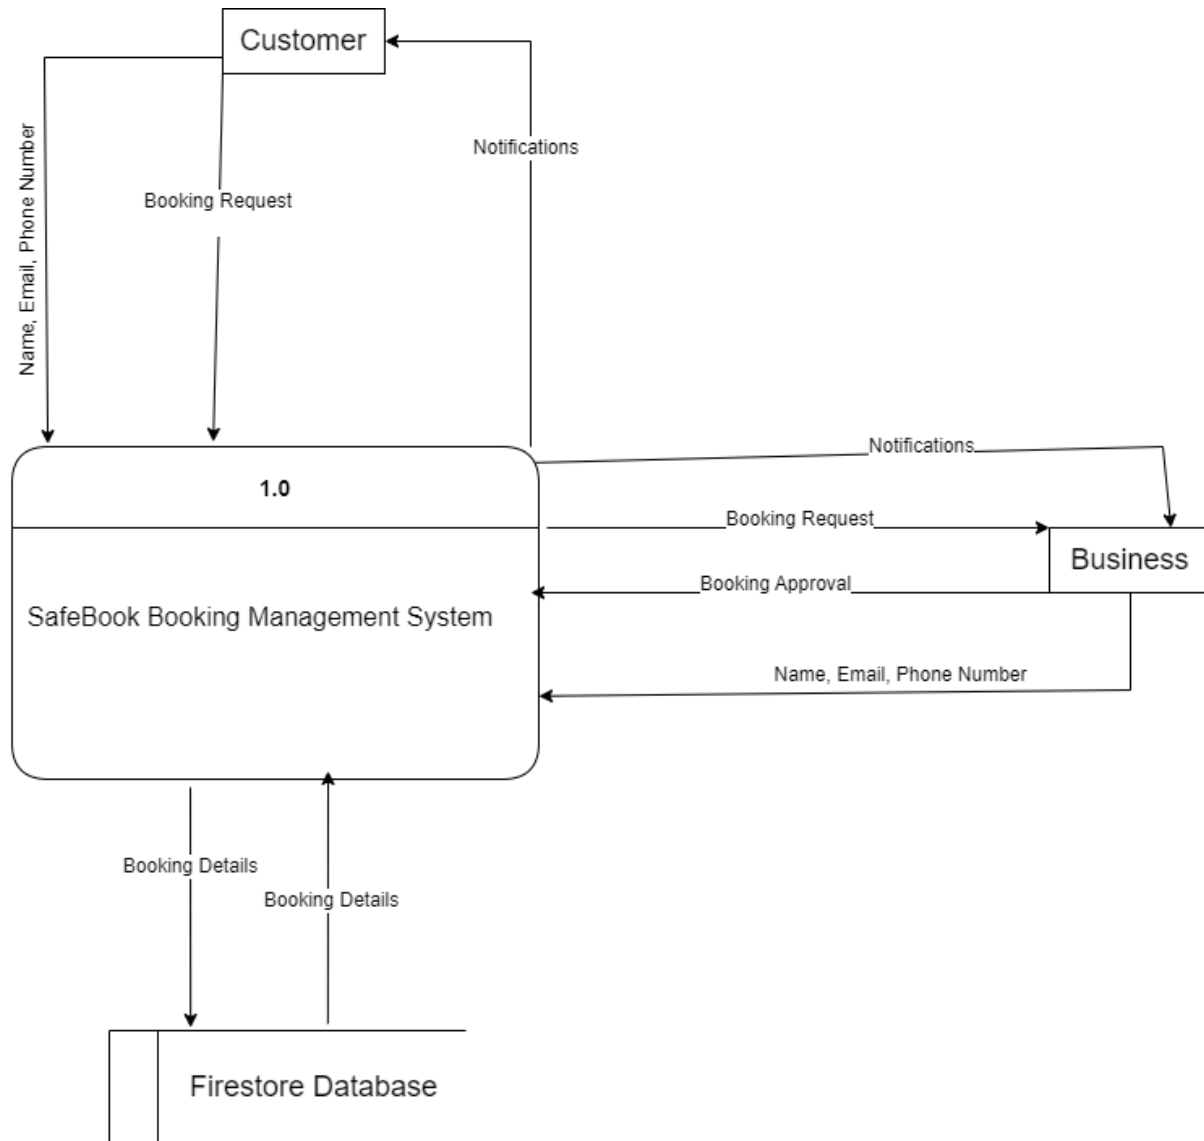 Customer
Notifications
Name, Email, Phone Number
Booking Request
Notifications
1.0
Booking Request
Business
Booking Approval
SafeBook Booking Management System
Name, Email, Phone Number
Booking Details
Booking Details
Firestore Database